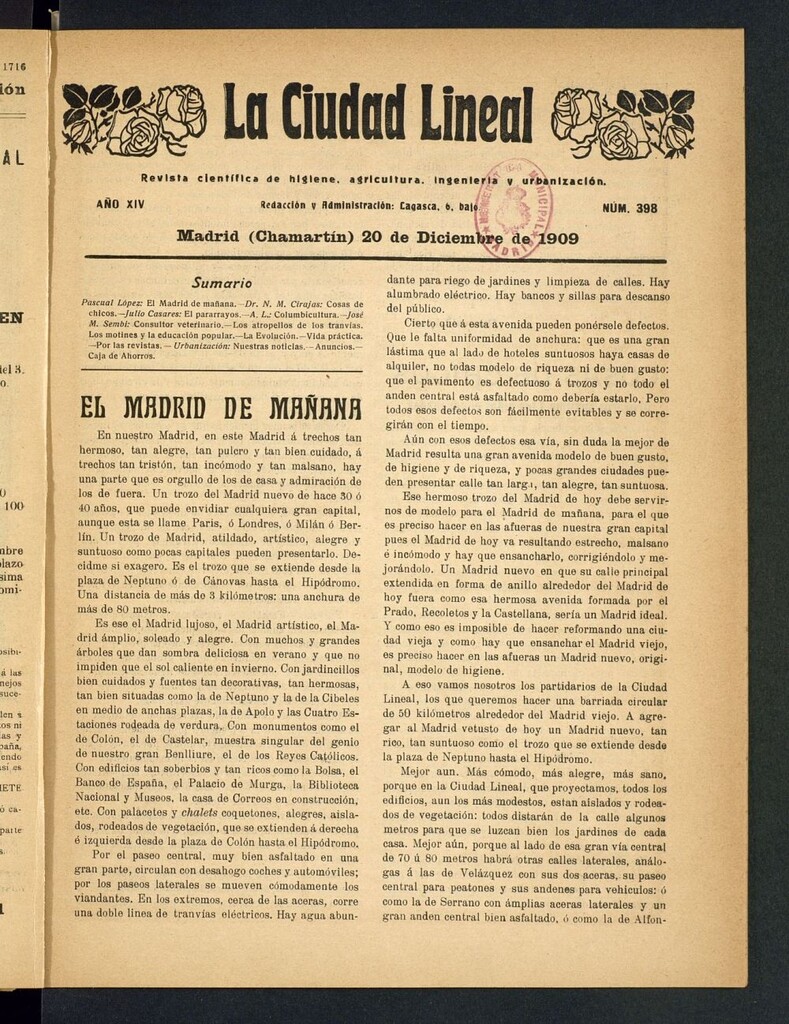 1716
ión
AL
EN
lel 3.
o.
0
100
mbre
plazo
sima
omi-
osibi-
á las
nejos
suce-
len a
os ni
as y
paña,
endo
así es
IETE
ó ca-
parte
s.
La Ciudad Lineal
Revista científica de higiene, agricultura, ingeniería y urbanización.
AÑO XIV
Redacción y Administración: Lagasca, 6, bajo
NÚM. 398
MUNICIPAL
MADRID
Madrid (Chamartín) 20 de Diciembre de 1909
Sumario
Pascual López: El Madrid de mañana.—Dr. N. M. Cirajas: Cosas de
chicos.—Julio Casares: El pararrayos.—A. L.: Columbicultura.—José
M. Sembi: Consultor veterinario.—Los atropellos de los tranvías.
Los motines y la educación popular.—La Evolución.—Vida práctica.
—Por las revistas.—Urbanización: Nuestras noticias.—Anuncios.—
Caja de Ahorros.
EL MADRID DE MAÑANA
En nuestro Madrid, en este Madrid á trechos tan
hermoso, tan alegre, tan pulcro y tan bien cuidado, á
trechos tan tristón, tan incómodo y tan malsano, hay
una parte que es orgullo de los de casa y admiración de
los de fuera. Un trozo del Madrid nuevo de hace 30 ó
40 años, que puede envidiar cualquiera gran capital,
aunque esta se llame París, ó Londres, ó Milán ó Ber-
lín. Un trozo de Madrid, atildado, artístico, alegre y
suntuoso como pocas capitales pueden presentarlo. De-
cidme si exagero. Es el trozo que se extiende desde la
plaza de Neptuno ó de Cánovas hasta el Hipódromo.
Una distancia de más de 3 kilómetros: una anchura de
más de 80 metros.
Es ese el Madrid lujoso, el Madrid artístico, el Ma-
drid ámplio, soleado y alegre. Con muchos y grandes
árboles que dan sombra deliciosa en verano y que no
impiden que el sol caliente en invierno. Con jardincillos
bien cuidados y fuentes tan decorativas, tan hermosas,
tan bien situadas como la de Neptuno y la de la Cibeles
en medio de anchas plazas, la de Apolo y las Cuatro Es-
taciones rodeada de verdura. Con monumentos como el
de Colón, el de Castelar, muestra singular del genio
de nuestro gran Benlliure, el de los Reyes Católicos.
Con edificios tan soberbios y tan ricos como la Bolsa, el
Banco de España, el Palacio de Murga, la Biblioteca
Nacional y Museos, la casa de Correos en construcción,
etc. Con palacetes y chalets coquetones, alegres, aisla-
dos, rodeados de vegetación, que se extienden á derecha
é izquierda desde la plaza de Colón hasta el Hipódromo.
Por el paseo central, muy bien asfaltado en una
gran parte, circulan con desahogo coches y automóviles;
por los paseos laterales se mueven cómodamente los
viandantes. En los extremos, cerca de las aceras, corre
una doble línea de tranvías eléctricos. Hay agua abun-
dante para riego de jardines y limpieza de calles. Hay
alumbrado eléctrico. Hay bancos y sillas para descanso
del público.
Cierto que á esta avenida pueden ponérsele defectos.
Que le falta uniformidad de anchura: que es una gran
lástima que al lado de hoteles suntuosos haya casas de
alquiler, no todas modelo de riqueza ni de buen gusto:
que el pavimento es defectuoso á trozos y no todo el
anden central está asfaltado como debería estarlo. Pero
todos esos defectos son fácilmente evitables y se corre-
girán con el tiempo.
Aún con esos defectos esa vía, sin duda la mejor de
Madrid resulta una gran avenida modelo de buen gusto,
de higiene y de riqueza, y pocas grandes ciudades pue-
den presentar calle tan larga, tan alegre, tan suntuosa.
Ese hermoso trozo del Madrid de hoy debe servir-
nos de modelo para el Madrid de mañana, para el que
es preciso hacer en las afueras de nuestra gran capital
pues el Madrid de hoy va resultando estrecho, malsano
é incómodo y hay que ensancharlo, corrigiéndolo y me-
jorándolo. Un Madrid nuevo en que su calle principal
extendida en forma de anillo alrededor del Madrid de
hoy fuera como esa hermosa avenida formada por el
Prado, Recoletos y la Castellana, sería un Madrid ideal.
Y como eso es imposible de hacer reformando una ciu-
dad vieja y como hay que ensanchar el Madrid viejo,
es preciso hacer en las afueras un Madrid nuevo, origi-
nal, modelo de higiene.
A eso vamos nosotros los partidarios de la Ciudad
Lineal, los que queremos hacer una barriada circular
de 50 kilómetros alrededor del Madrid viejo. A agre-
gar al Madrid vetusto de hoy un Madrid nuevo, tan
rico, tan suntuoso como el trozo que se extiende desde
la plaza de Neptuno hasta el Hipódromo.
Mejor aun. Más cómodo, más alegre, más sano,
porque en la Ciudad Lineal, que proyectamos, todos los
edificios, aun los más modestos, estan aislados y rodea-
dos de vegetación: todos distarán de la calle algunos
metros para que se luzcan bien los jardines de cada
casa. Mejor aún, porque al lado de esa gran vía central
de 70 ú 80 metros habrá otras calles laterales, análo-
gas á las de Velázquez con sus dos aceras, su paseo
central para peatones y sus andenes para vehiculos: ó
como la de Serrano con ámplias aceras laterales y un
gran anden central bien asfaltado, ó como la de Alfon-